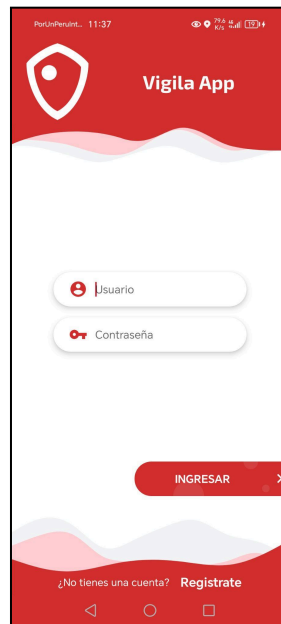 PorUnPeruInt... 11:37 79.6 K/s 19
Vigila App
Usuario
Contraseña
INGRESAR
¿No tienes una cuenta? Registrate